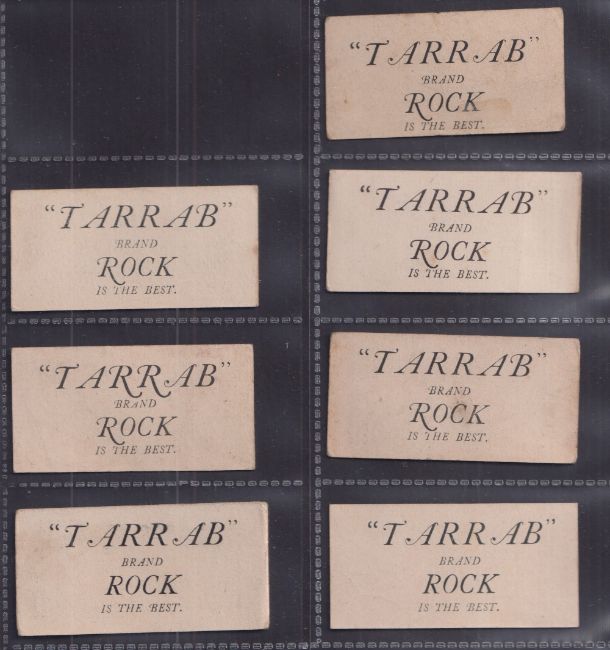 "TARRAB"
BRAND
ROCK
IS THE BEST.
"TARRAB"
BRAND
ROCK
IS THE BEST.
"TARRAB"
BRAND
ROCK
IS THE BEST.
"TARRAB"
BRAND
ROCK
IS THE BEST.
"TARRAB"
BRAND
ROCK
IS THE BEST.
"TARRAB"
BRAND
ROCK
IS THE BEST.
"TARRAB"
BRAND
ROCK
IS THE BEST.